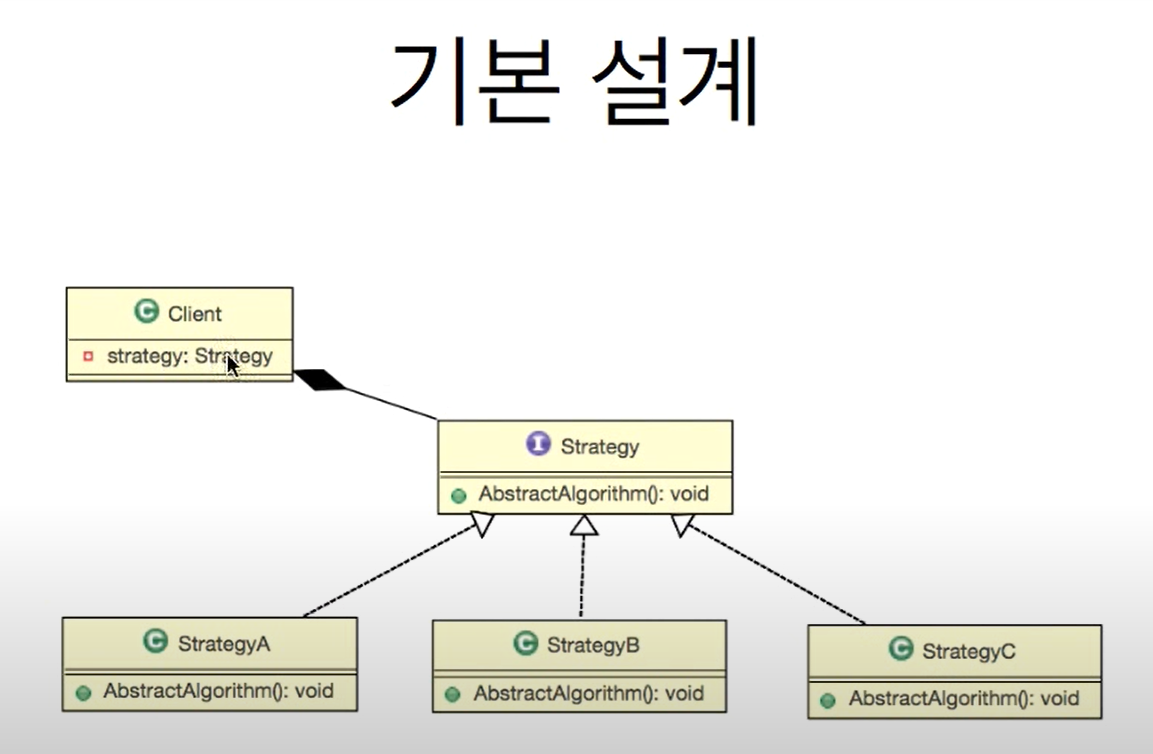 기본 설계
C Client
strategy: Strategy
I Strategy
AbstractAlgorithm(): void
C StrategyA
AbstractAlgorithm(): void
C StrategyB
AbstractAlgorithm(): void
C StrategyC
AbstractAlgorithm(): void